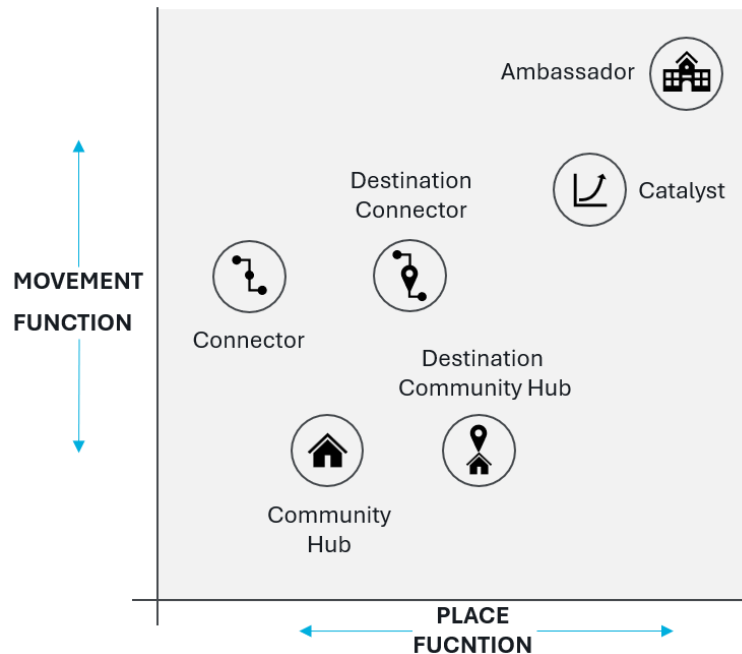 Ambassador
Catalyst
Destination
Connector
MOVEMENT
FUNCTION
Connector
Destination
Community Hub
Community
Hub
PLACE
FUCNTION